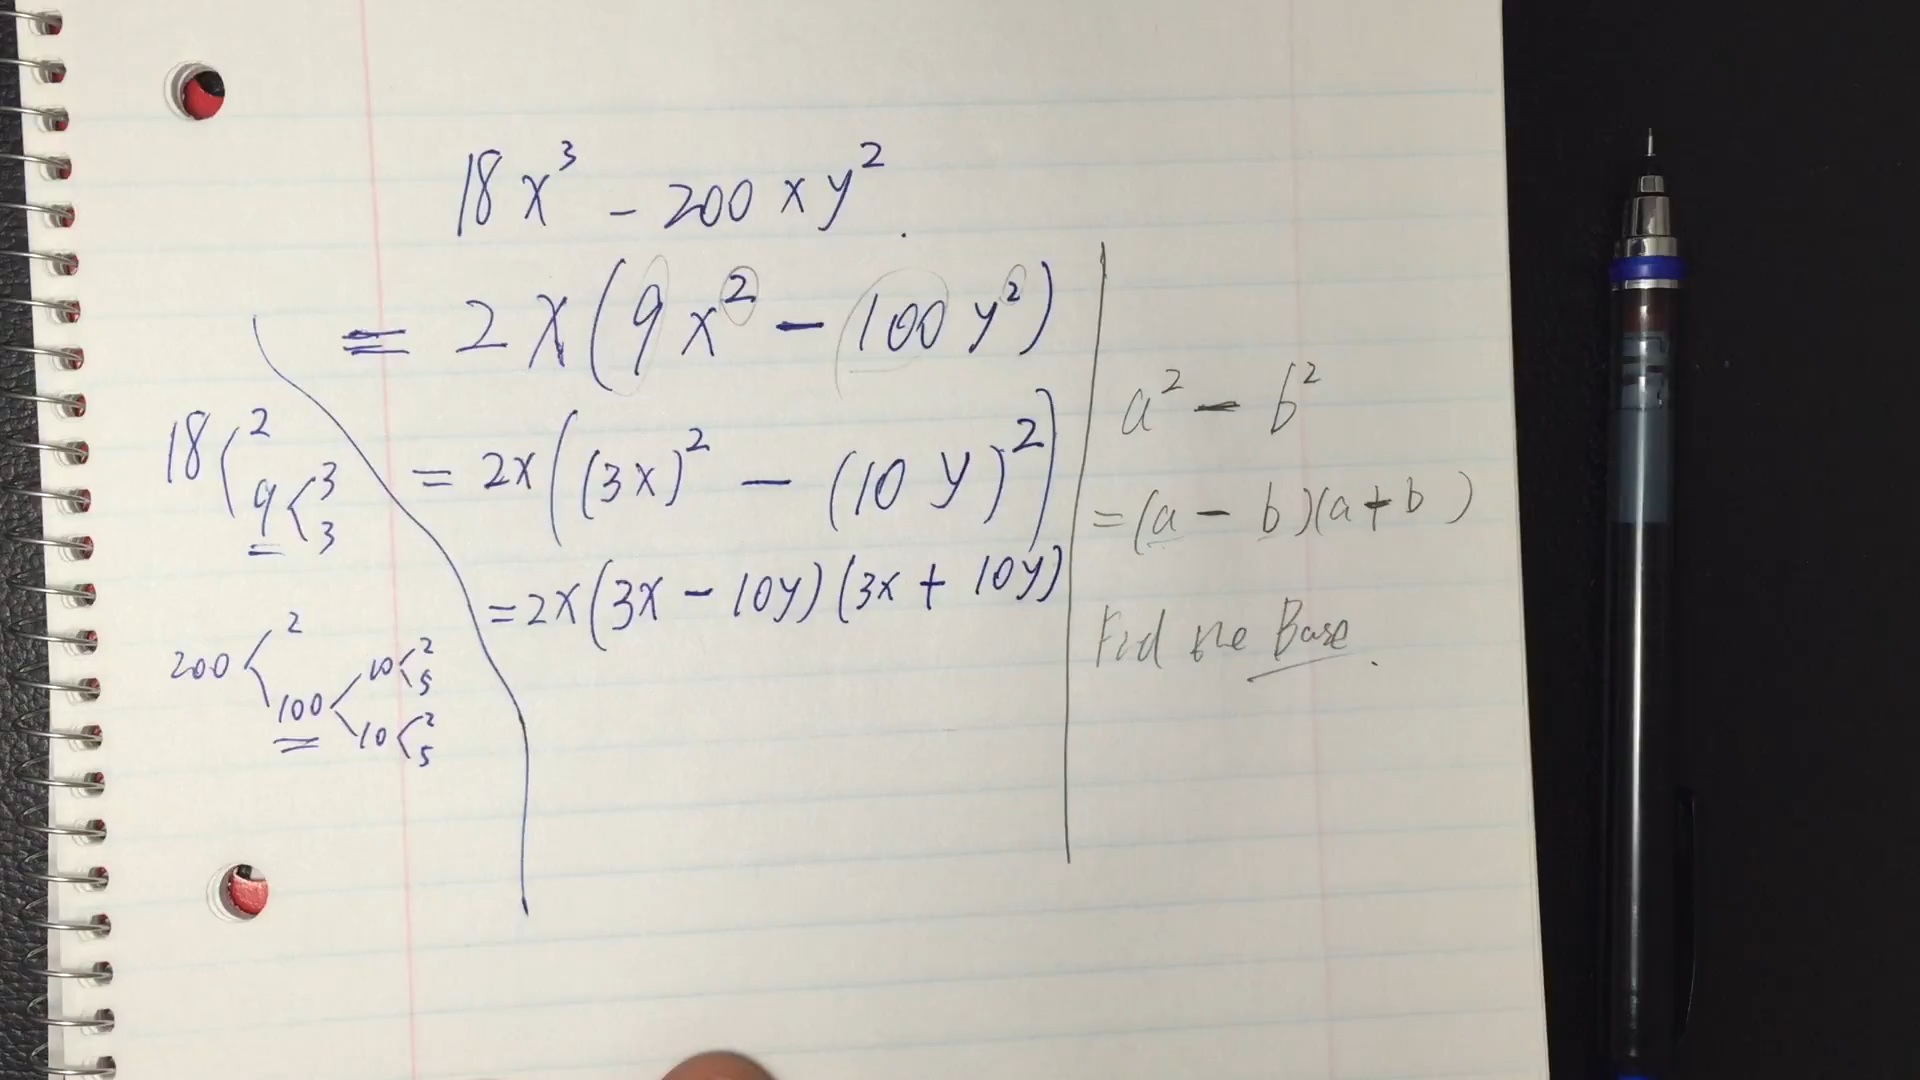 18x³ - 200xy²
= 2x(9x² - 100y²)
= 2x((3x)² - (10y)²)
= 2x(3x - 10y)(3x + 10y)
18
2
9
3
3
200
2
100
10
2
5
10
2
5
a² - b²
= (a - b)(a + b)
Find the Base.